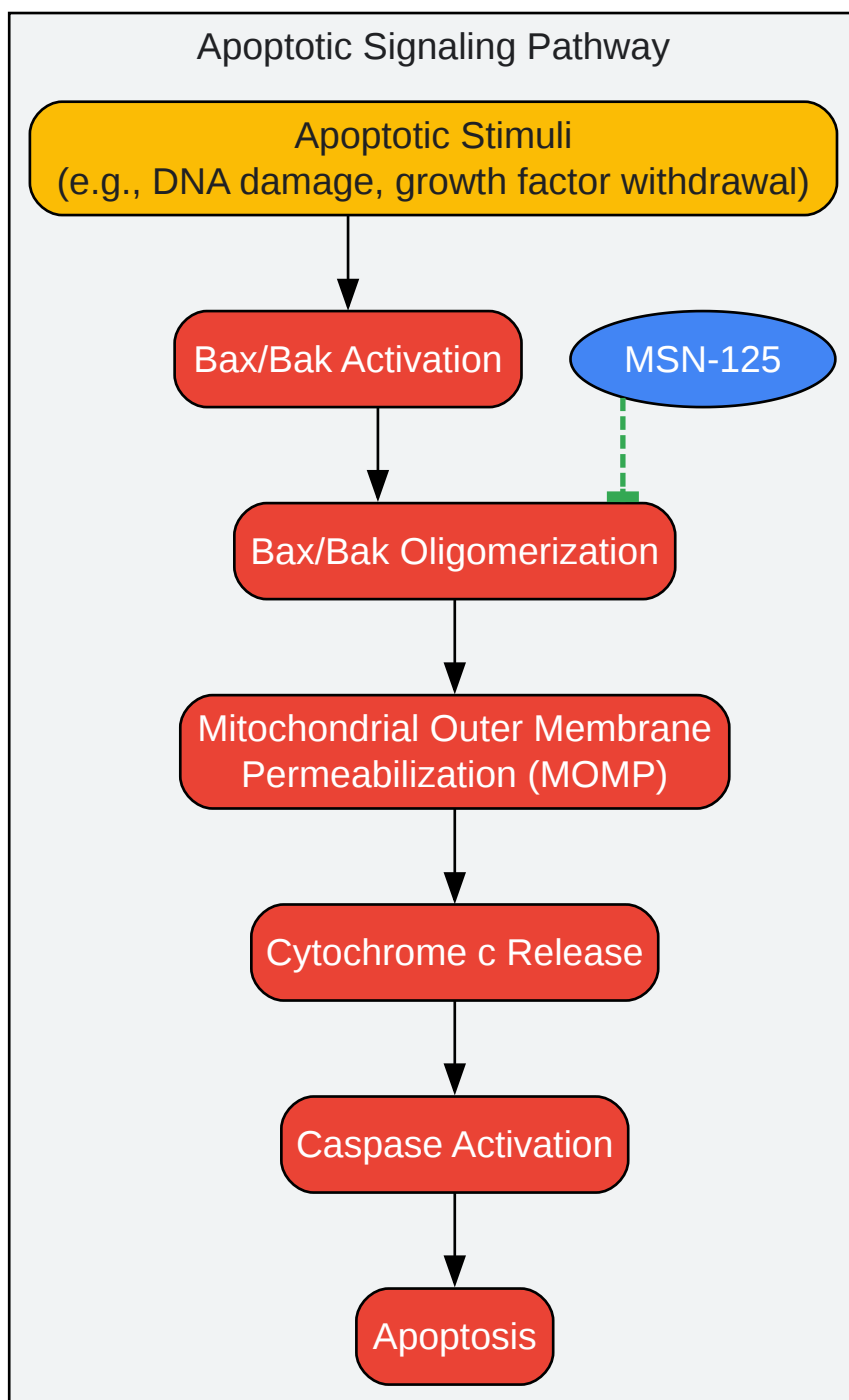 Apoptotic Signaling Pathway
Apoptotic Stimuli
(e.g., DNA damage, growth factor withdrawal)
Bax/Bak Activation
MSN-125
Bax/Bak Oligomerization
Mitochondrial Outer Membrane
Permeabilization (MOMP)
Cytochrome c Release
Caspase Activation
Apoptosis